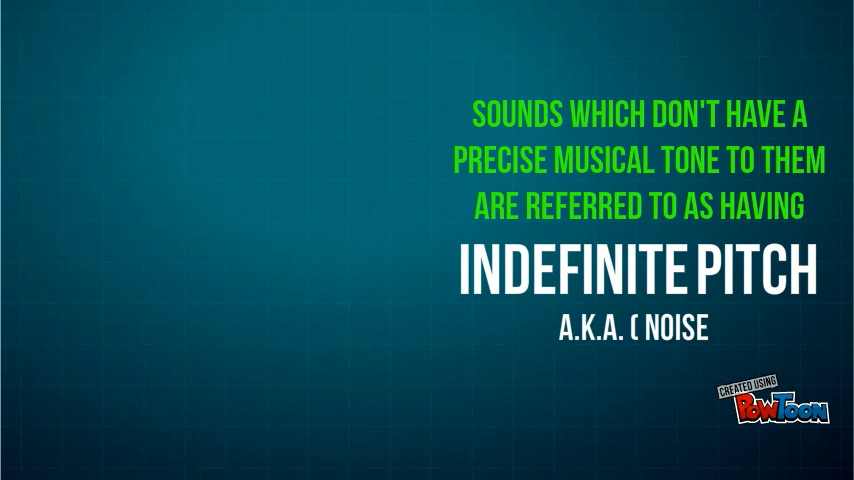 SOUNDS WHICH DON'T HAVE A
PRECISE MUSICAL TONE TO THEM
ARE REFERRED TO AS HAVING
INDEFINITE PITCH
A.K.A. ( NOISE
CREATED USING
POWTOON